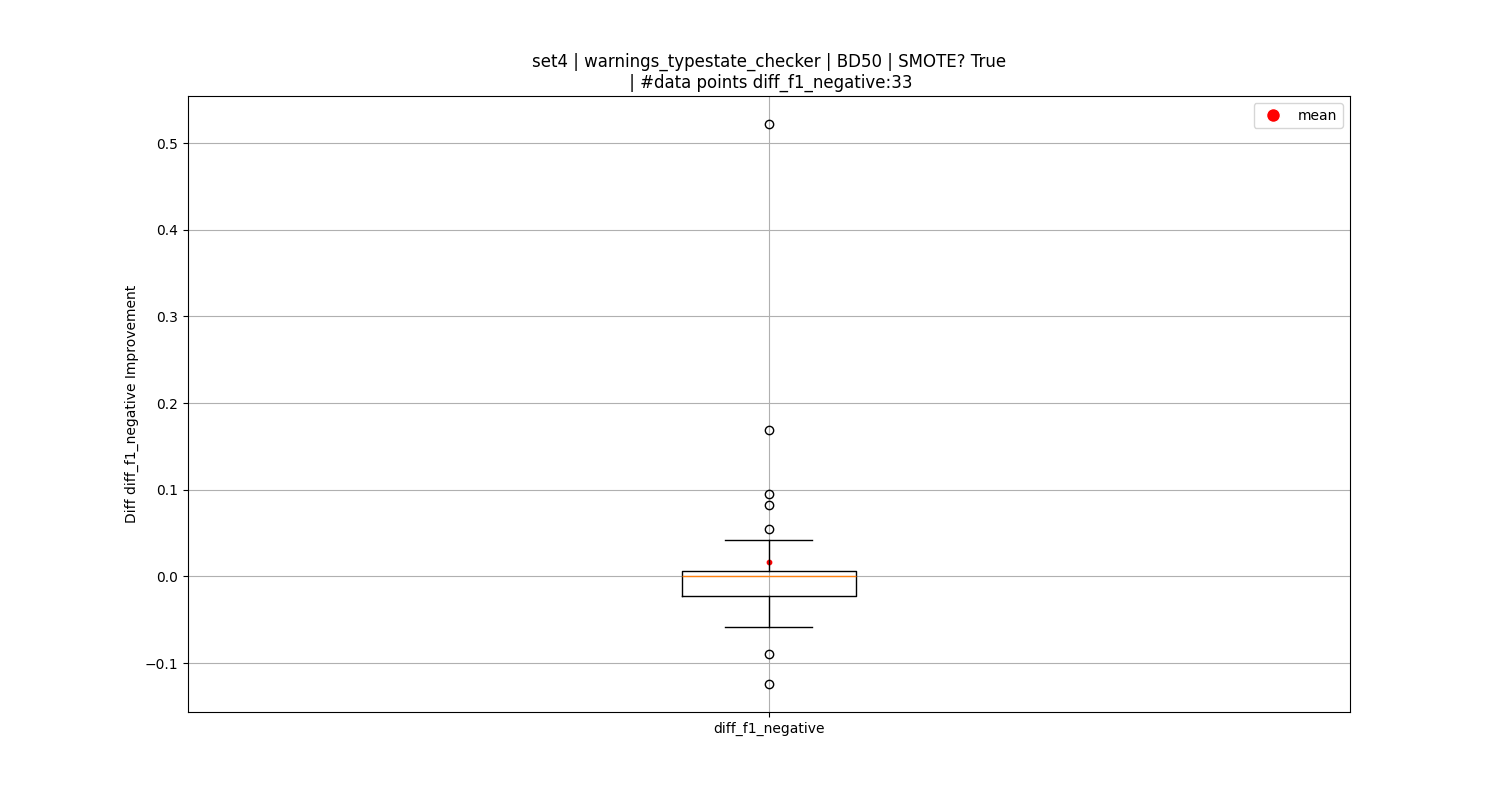 set4 | warnings_typestate_checker | BD50 | SMOTE? True
| #data points diff_f1_negative:33
mean
0.5
0.4
0.3
0.2
0.1
0.0
−0.1
Diff diff_f1_negative Improvement
diff_f1_negative